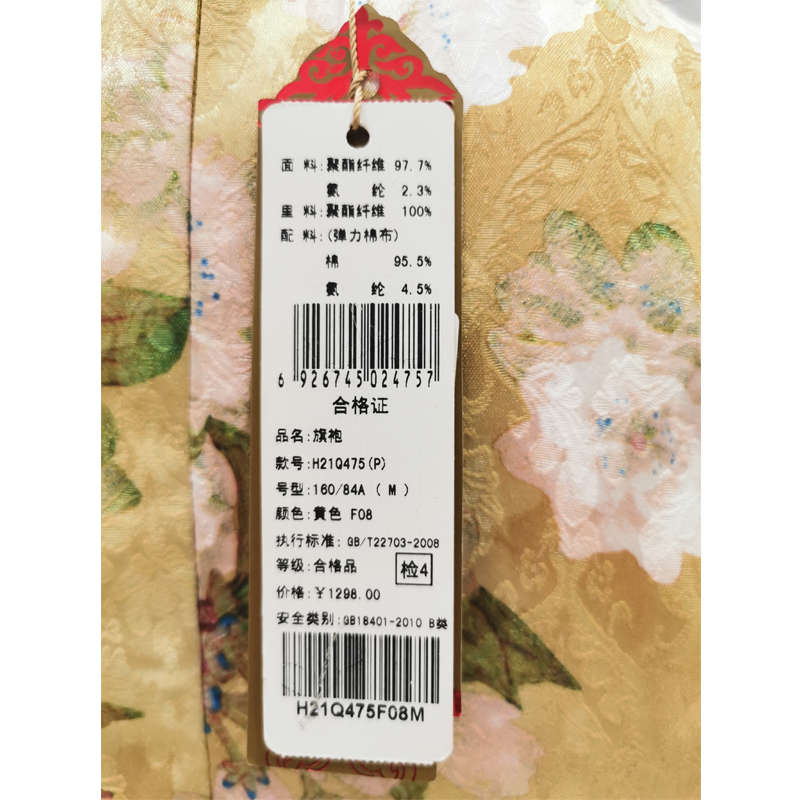 面 料:聚酯纤维 97.7%
氨 纶 2.3%
里 料:聚酯纤维 100%
配 料:(弹力棉布)
棉 95.5%
氨 纶 4.5%
6 926745 024757
合格证
品名:旗袍
款号:H21Q475(P)
号型:160/84A ( M )
颜色:黄色 F08
执行标准: GB/T22703-2008
等级:合格品 检4
价格:￥1298.00
安全类别:GB18401-2010 B类
H21Q475F08M